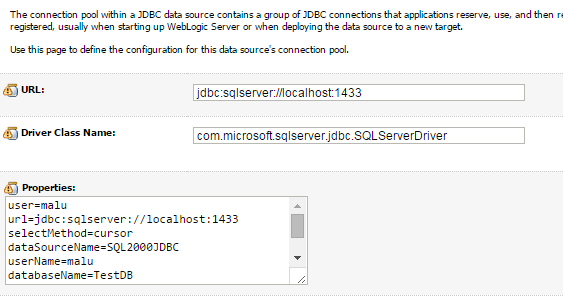 The connection pool within a JDBC data source contains a group of JDBC connections that applications reserve, use, and then re
registered, usually when starting up WebLogic Server or when deploying the data source to a new target.
Use this page to define the configuration for this data source's connection pool.
URL:
jdbc:sqlserver://localhost:1433
Driver Class Name:
com.microsoft.sqlserver.jdbc.SQLServerDriver
Properties:
user=malu
url=jdbc:sqlserver://localhost:1433
selectMethod=cursor
dataSourceName=SQL2000JDBC
userName=malu
databaseName=TestDB